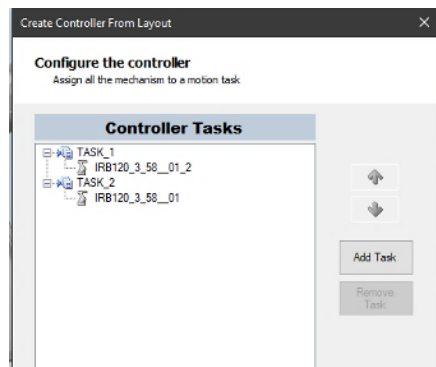 Create Controller From Layout
Configure the controller
Assign all the mechanism to a motion task
Controller Tasks
TASK_1
IRB120_3_58__01_2
TASK_2
IRB120_3_58__01
Add Task
Remove
Task